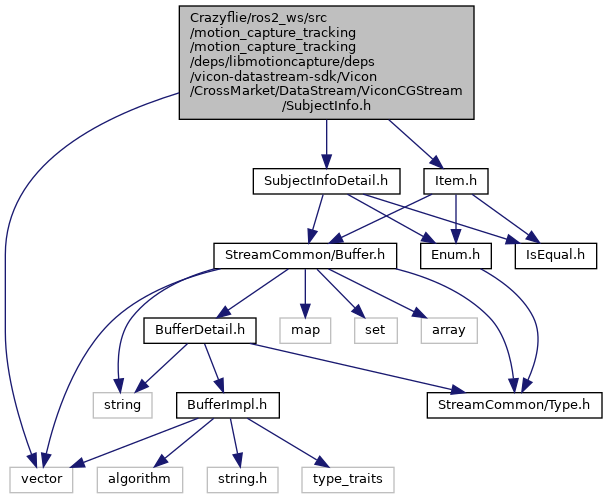 Crazyflie/ros2_ws/src
/motion_capture_tracking
/motion_capture_tracking
/deps/libmotioncapture/deps
/vicon-datastream-sdk/Vicon
/CrossMarket/DataStream/ViconCGStream
/SubjectInfo.h
SubjectInfoDetail.h
Item.h
StreamCommon/Buffer.h
Enum.h
IsEqual.h
BufferDetail.h
map
set
array
string
BufferImpl.h
StreamCommon/Type.h
vector
algorithm
string.h
type_traits